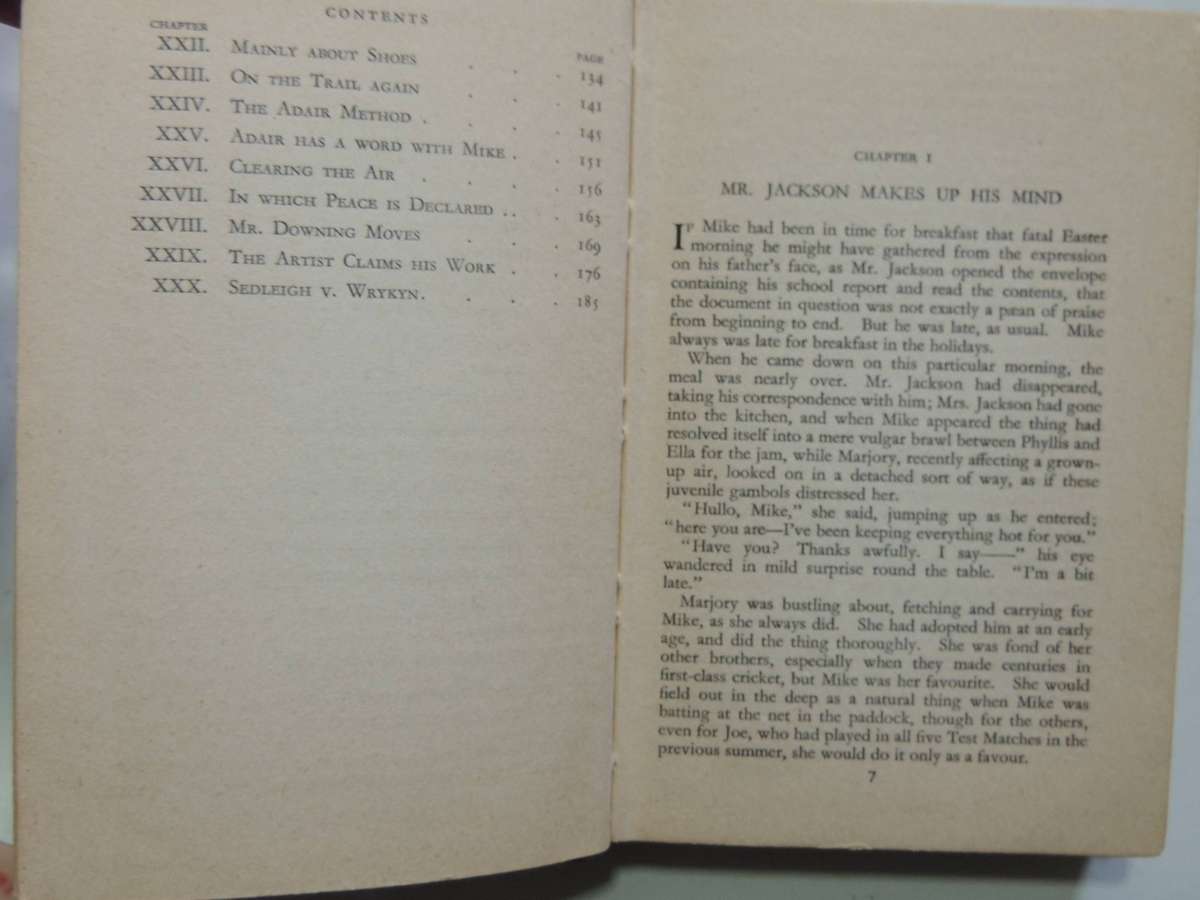 CONTENTS
CHAPTER PAGE
XXII. MAINLY ABOUT SHOES . . . 134
XXIII. ON THE TRAIL AGAIN . . . 141
XXIV. THE ADAIR METHOD . . . . 145
XXV. ADAIR HAS A WORD WITH MIKE . . 151
XXVI. CLEARING THE AIR . . . . 156
XXVII. IN WHICH PEACE IS DECLARED . . . 163
XXVIII. MR. DOWNING MOVES . . . 169
XXIX. THE ARTIST CLAIMS HIS WORK . . 176
XXX. SEDLEIGH V. WRYKYN. . . . 185
CHAPTER I
MR. JACKSON MAKES UP HIS MIND
IF Mike had been in time for breakfast that fatal Easter
morning he might have gathered from the expression
on his father's face, as Mr. Jackson opened the envelope
containing his school report and read the contents, that
the document in question was not exactly a pæan of praise
from beginning to end. But he was late, as usual. Mike
always was late for breakfast in the holidays.
When he came down on this particular morning, the
meal was nearly over. Mr. Jackson had disappeared,
taking his correspondence with him; Mrs. Jackson had gone
into the kitchen, and when Mike appeared the thing had
resolved itself into a mere vulgar brawl between Phyllis and
Ella for the jam, while Marjory, recently affecting a grown-
up air, looked on in a detached sort of way, as if these
juvenile gambols distressed her.
"Hullo, Mike," she said, jumping up as he entered;
"here you are—I've been keeping everything hot for you."
"Have you? Thanks awfully. I say——" his eye
wandered in mild surprise round the table. "I'm a bit
late."
Marjory was bustling about, fetching and carrying for
Mike, as she always did. She had adopted him at an early
age, and did the thing thoroughly. She was fond of her
other brothers, especially when they made centuries in
first-class cricket, but Mike was her favourite. She would
field out in the deep as a natural thing when Mike was
batting at the net in the paddock, though for the others,
even for Joe, who had played in all five Test Matches in the
previous summer, she would do it only as a favour.
7